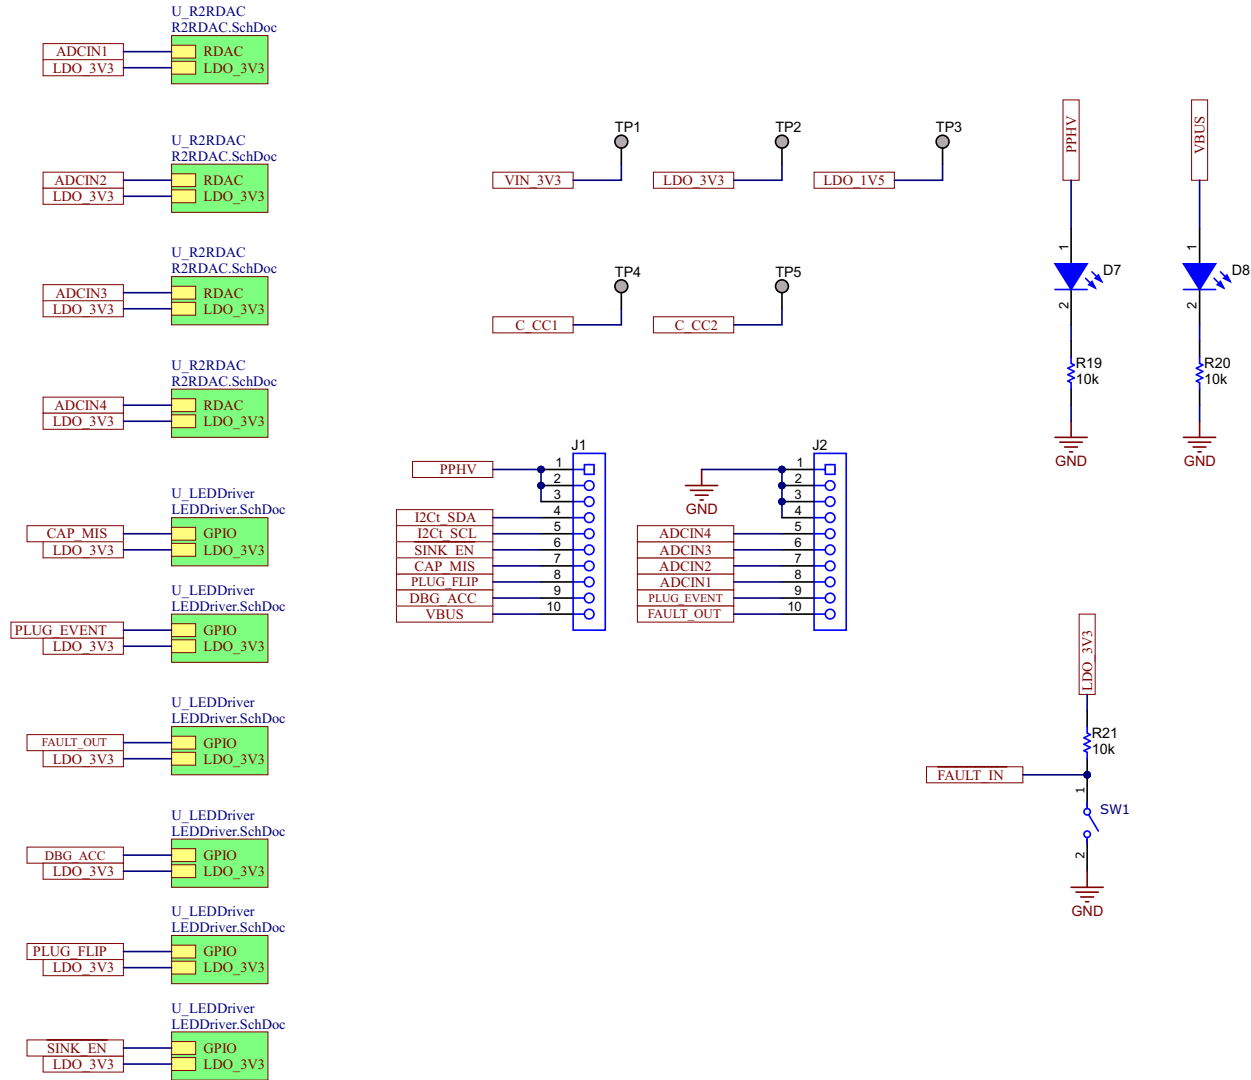 U_R2RDAC
R2RDAC.SchDoc
ADCIN1
RDAC
LDO_3V3
LDO_3V3
U_R2RDAC
R2RDAC.SchDoc
ADCIN2
RDAC
LDO_3V3
LDO_3V3
U_R2RDAC
R2RDAC.SchDoc
ADCIN3
RDAC
LDO_3V3
LDO_3V3
U_R2RDAC
R2RDAC.SchDoc
ADCIN4
RDAC
LDO_3V3
LDO_3V3
U_LEDDriver
LEDDriver.SchDoc
CAP_MIS
GPIO
LDO_3V3
LDO_3V3
U_LEDDriver
LEDDriver.SchDoc
PLUG_EVENT
GPIO
LDO_3V3
LDO_3V3
U_LEDDriver
LEDDriver.SchDoc
FAULT_OUT
GPIO
LDO_3V3
LDO_3V3
U_LEDDriver
LEDDriver.SchDoc
DBG_ACC
GPIO
LDO_3V3
LDO_3V3
U_LEDDriver
LEDDriver.SchDoc
PLUG_FLIP
GPIO
LDO_3V3
LDO_3V3
U_LEDDriver
LEDDriver.SchDoc
SINK_EN
GPIO
LDO_3V3
LDO_3V3
TP1
VIN_3V3
TP2
LDO_3V3
TP3
LDO_1V5
TP4
C_CC1
TP5
C_CC2
J1
PPHV
1
2
3
I2Ct_SDA 4
I2Ct_SCL 5
SINK_EN 6
CAP_MIS 7
PLUG_FLIP 8
DBG_ACC 9
VBUS 10
J2
GND
1
2
3
4
ADCIN4 5
ADCIN3 6
ADCIN2 7
ADCIN1 8
PLUG_EVENT 9
FAULT_OUT 10
PPHV
1
D7
2
R19
10k
GND
VBUS
1
D8
2
R20
10k
GND
LDO_3V3
R21
10k
FAULT_IN
1
SW1
2
GND